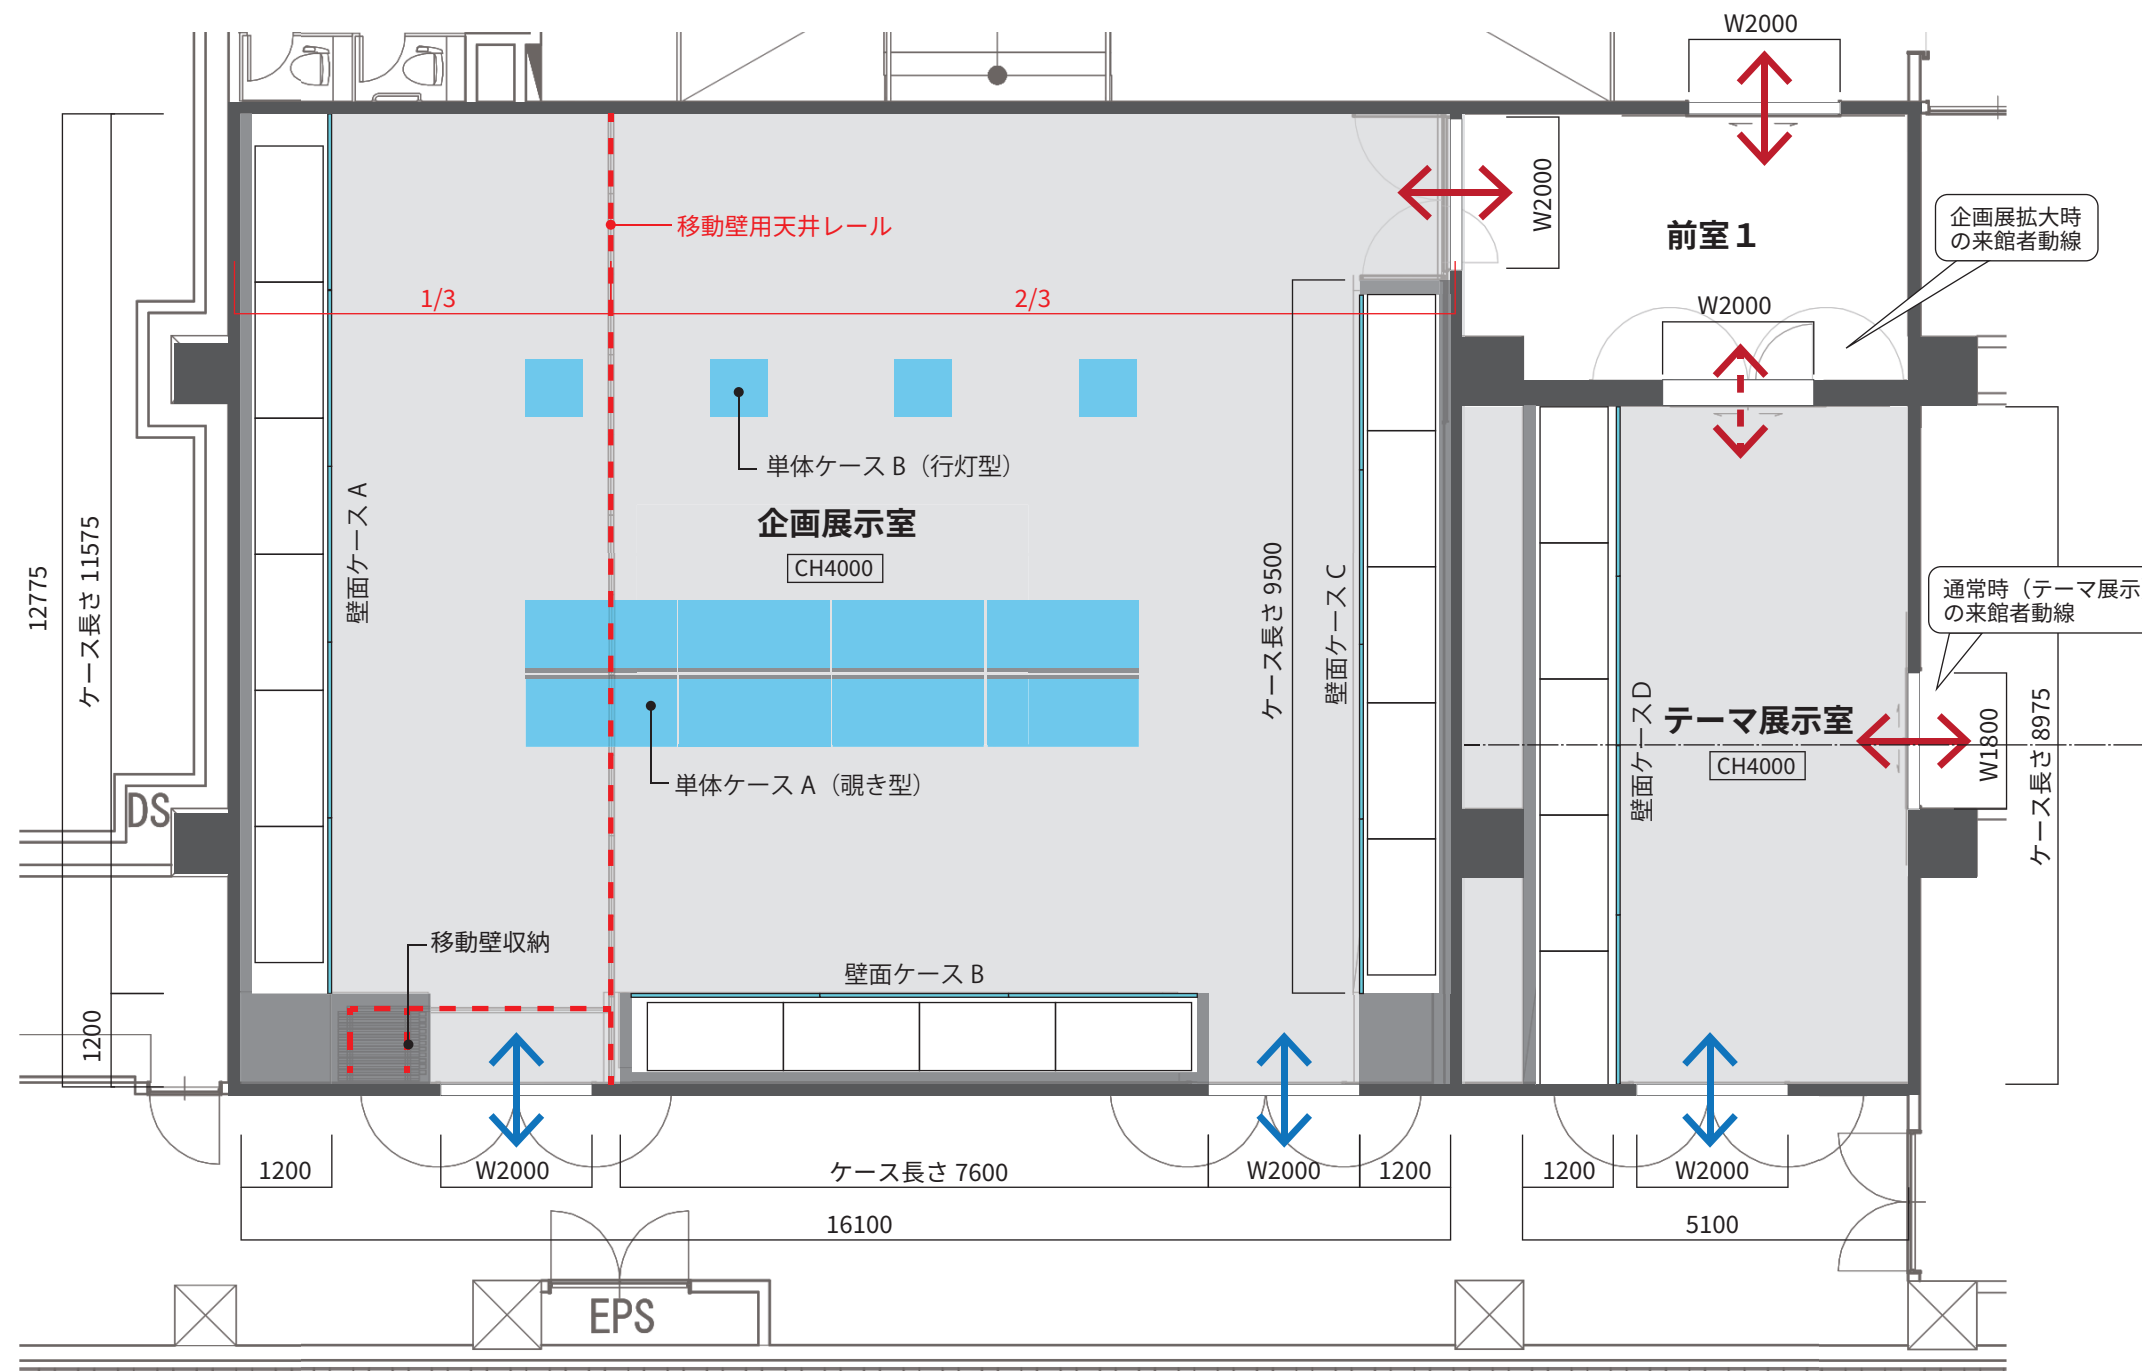 W2000
W2000
前室１
企画展拡大時
の来館者動線
移動壁用天井レール
1/3
2/3
W2000
単体ケース B（行灯型）
企画展示室
CH4000
壁面ケース A
12775
ケース長さ 11575
ケース長さ 9500
壁面ケース C
通常時（テーマ展示
の来館者動線
壁面ケース D
テーマ展示室
CH4000
W1800
ケース長さ 8975
単体ケース A（覗き型）
DS
移動壁収納
壁面ケース B
1200
1200
W2000
ケース長さ 7600
W2000
1200
1200
W2000
16100
5100
EPS